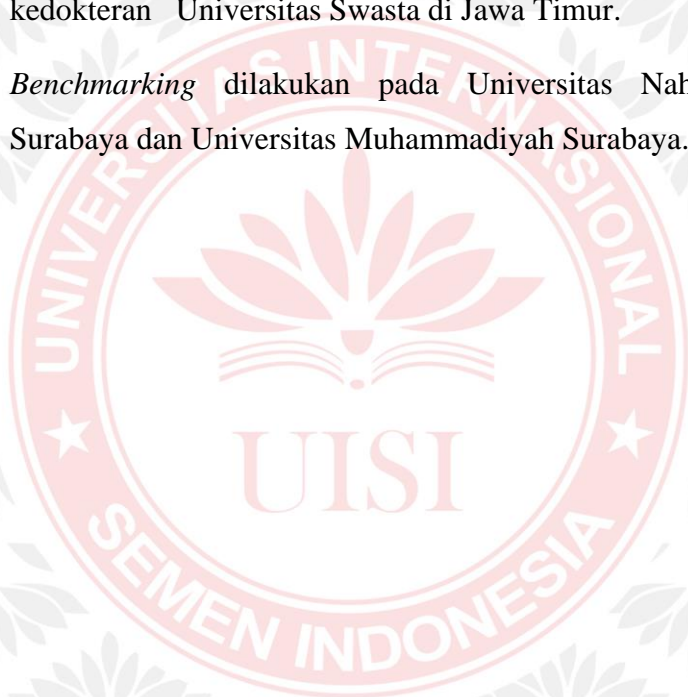 kedokteran Universitas Swasta di Jawa Timur.
Benchmarking dilakukan pada Universitas Nah
Surabaya dan Universitas Muhammadiyah Surabaya.
UNIVERSITAS INTERNASIONAL
UISI
SEMEN INDONESIA